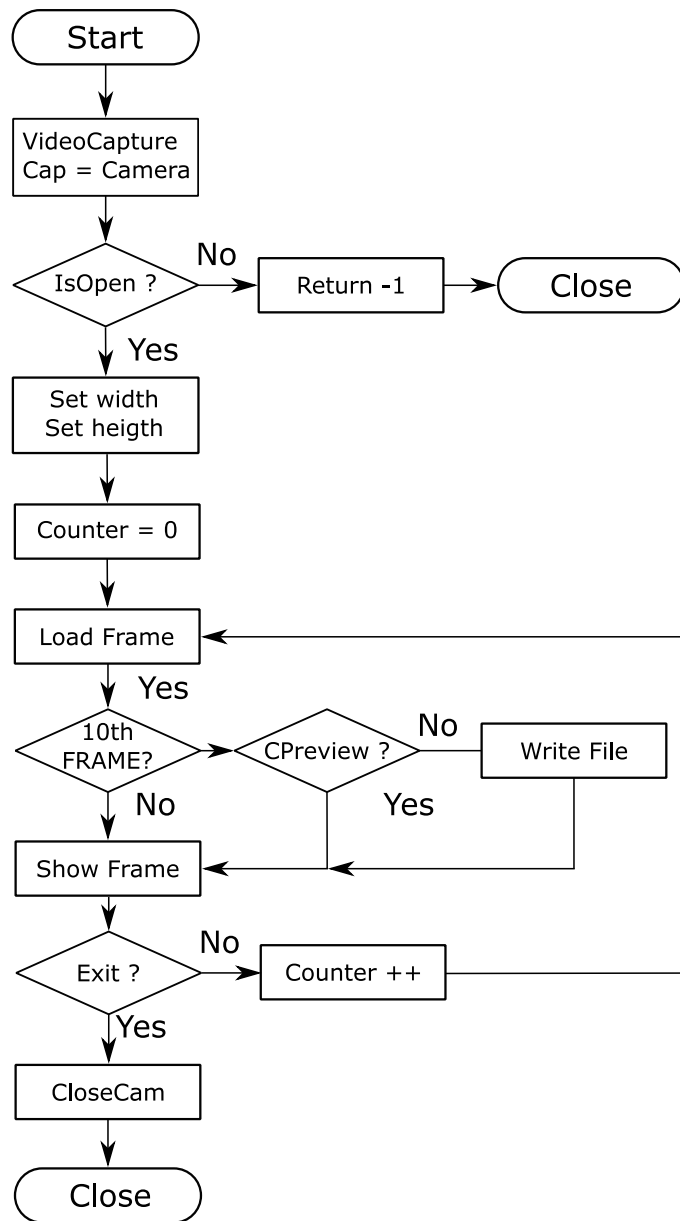 Start
VideoCapture
Cap = Camera
IsOpen ?
No
Return -1
Close
Yes
Set width
Set heigth
Counter = 0
Load Frame
Yes
10th
FRAME?
CPreview ?
No
Write File
No
Yes
Show Frame
Exit ?
No
Counter ++
Yes
CloseCam
Close